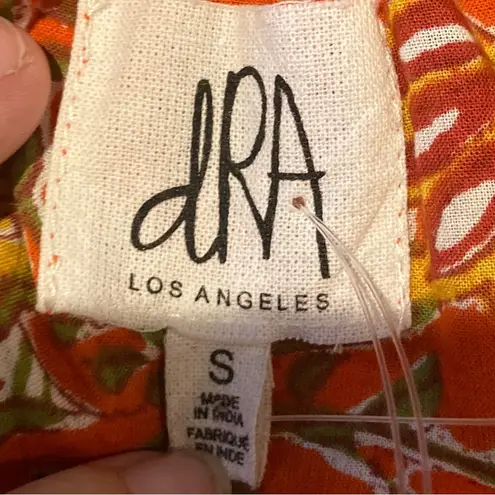 dRA
LOS ANGELES
S
MADE
IN INDIA
FABRIQUÉ
EN INDE